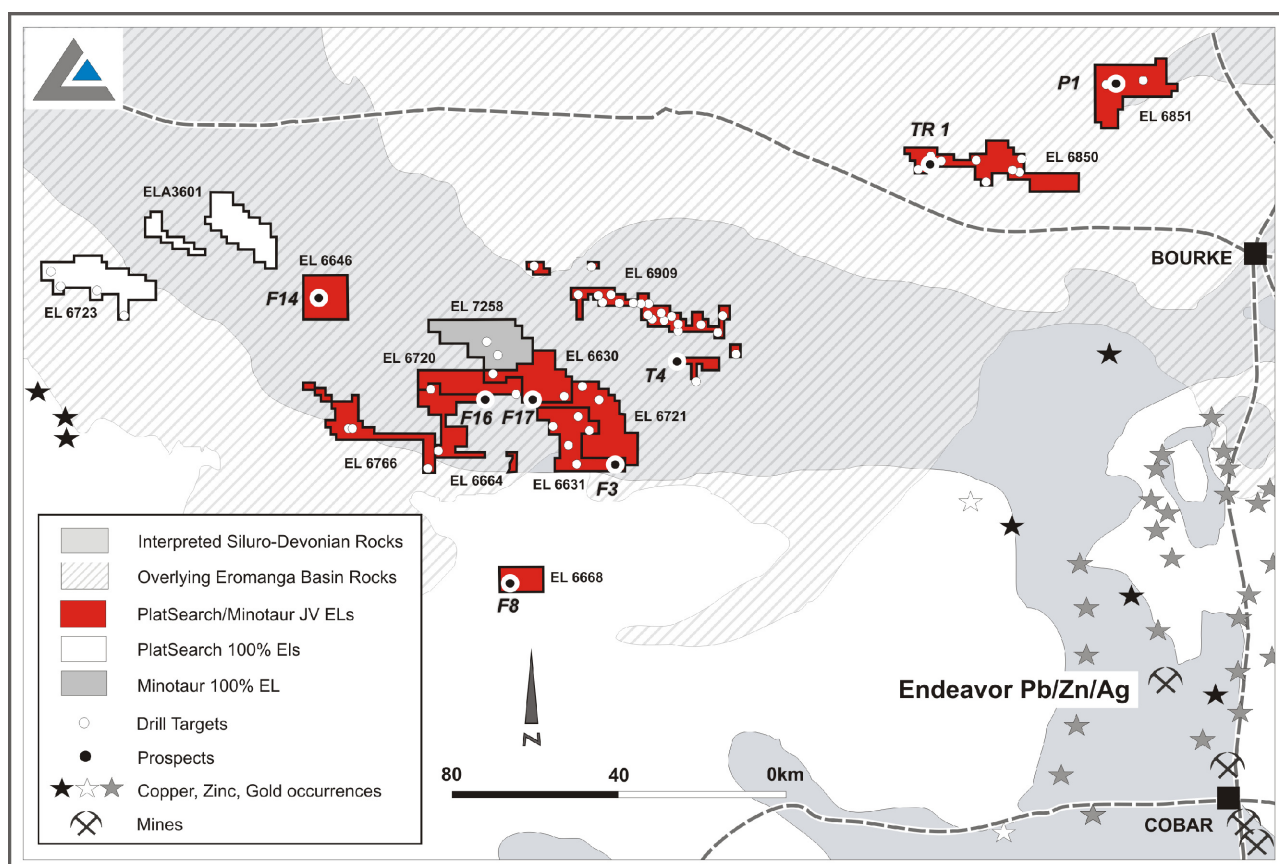 P1
EL 6851
TR 1
EL 6850
ELA3601
BOURKE
EL 6646
EL 6909
F14
EL 6723
EL 7258
EL 6720
EL 6630
T4
F16
F17
EL 6721
EL 6766
EL 6664
EL 6631
F3
Interpreted Siluro-Devonian Rocks
Overlying Eromanga Basin Rocks
PlatSearch/Minotaur JV ELs
PlatSearch 100% Els
Minotaur 100% EL
Drill Targets
Prospects
Copper, Zinc, Gold occurrences
Mines
EL 6668
F8
Endeavor Pb/Zn/Ag
N
80
40
0km
COBAR